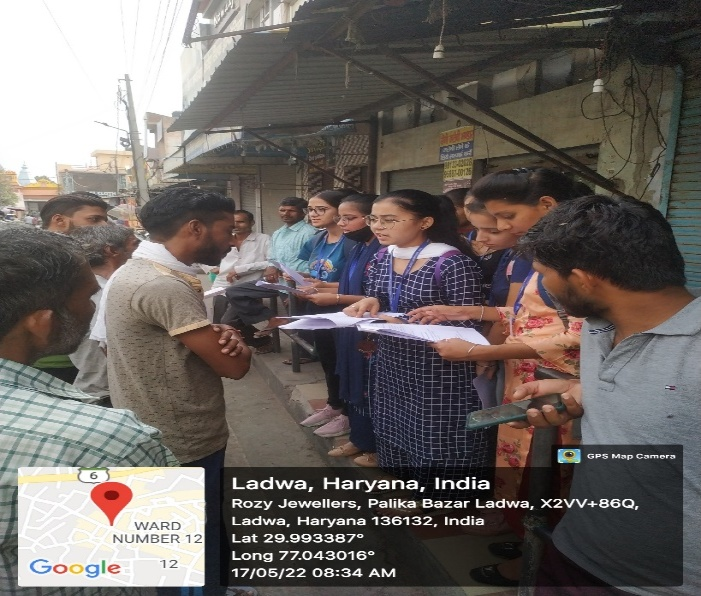 GPS Map Camera
6
WARD
NUMBER 12
12
Google
Ladwa, Haryana, India
Rozy Jewellers, Palika Bazar Ladwa, X2VV+86Q,
Ladwa, Haryana 136132, India
Lat 29.993387°
Long 77.043016°
17/05/22 08:34 AM